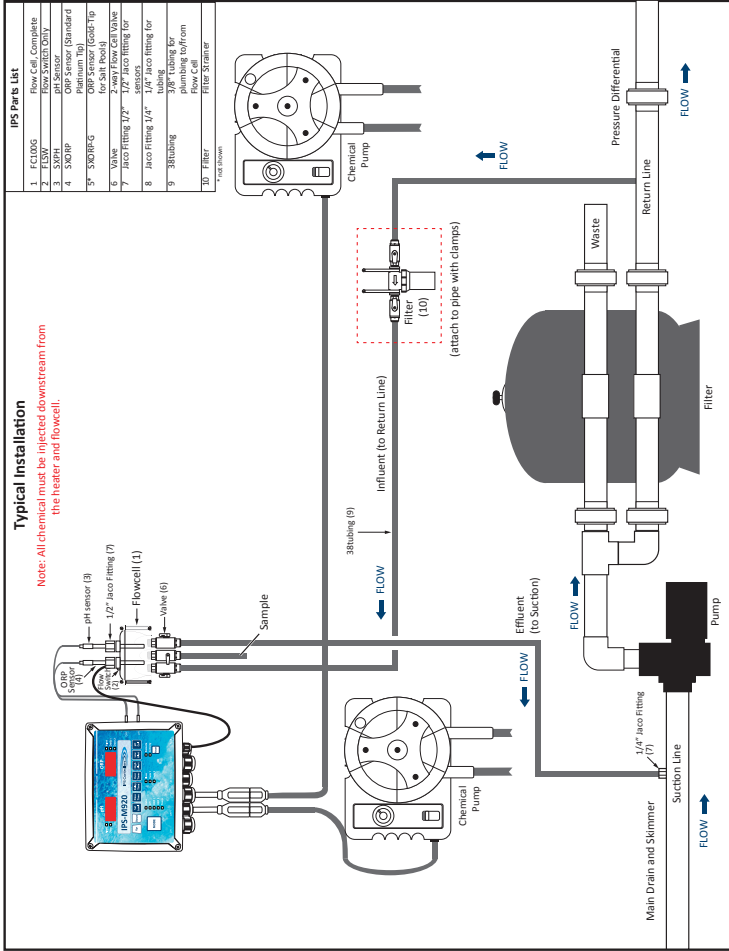 Typical Installation
Note: All chemical must be injected downstream from
the heater and flowcell.
IPS Parts List
1 FC100G Flow Cell, Complete
2 FLSW Flow Switch Only
3 SXPH pH Sensor
4 SXORP ORP Sensor (Standard
Platinum Tip)
5* SXORP-G ORP Sensor (Gold-Tip
for Salt Pools)
6 Valve 2-way Flow Cell Valve
7 Jaco Fitting 1/2" 1/2" Jaco fitting for
sensors
8 Jaco Fitting 1/4" 1/4" Jaco fitting for
tubing
9 38tubing 3/8" tubing for
plumbing to/from
Flow Cell
10 Filter Filter Strainer
* not shown
pH sensor (3)
1/2" Jaco Fitting (7)
Flowcell (1)
Valve (6)
ORP
Sensor
(4)
Flow
Switch
(2)
Sample
pH
ORP
IPS-M920
Chemical
Pump
38tubing (9)
Influent (to Return Line)
FLOW
Filter
(10)
(attach to pipe with clamps)
FLOW
Effluent
(to Suction)
FLOW
Chemical
Pump
FLOW
Waste
Return Line
Pressure Differential
FLOW
Filter
Pump
1/4" Jaco Fitting
(7)
Main Drain and Skimmer
Suction Line
FLOW